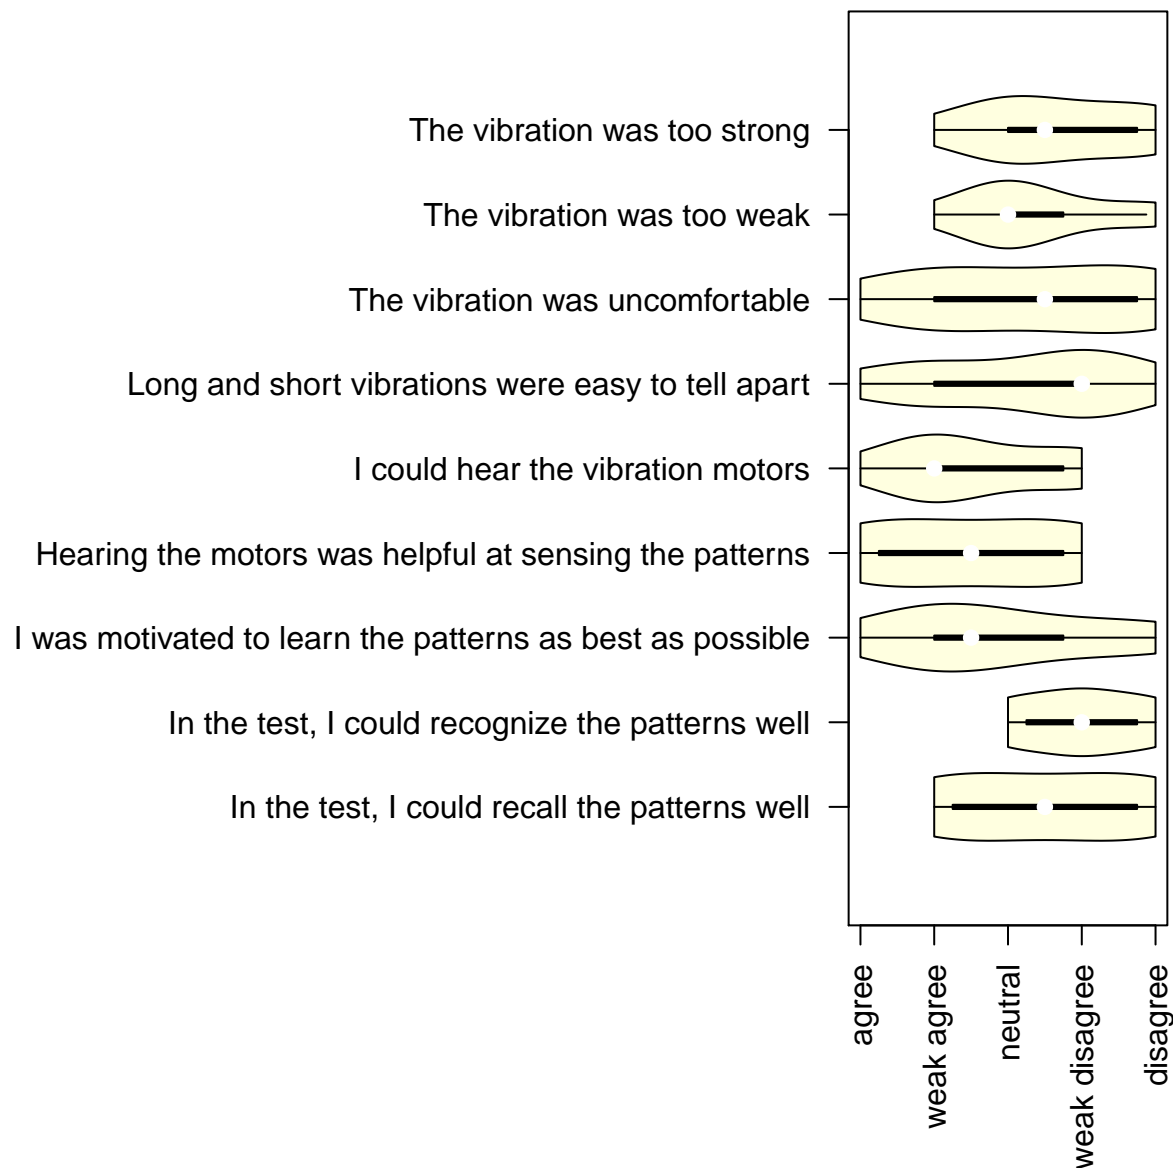 The vibration was too strong
The vibration was too weak
The vibration was uncomfortable
Long and short vibrations were easy to tell apart
I could hear the vibration motors
Hearing the motors was helpful at sensing the patterns
I was motivated to learn the patterns as best as possible
In the test, I could recognize the patterns well
In the test, I could recall the patterns well
agree
weak agree
neutral
weak disagree
disagree